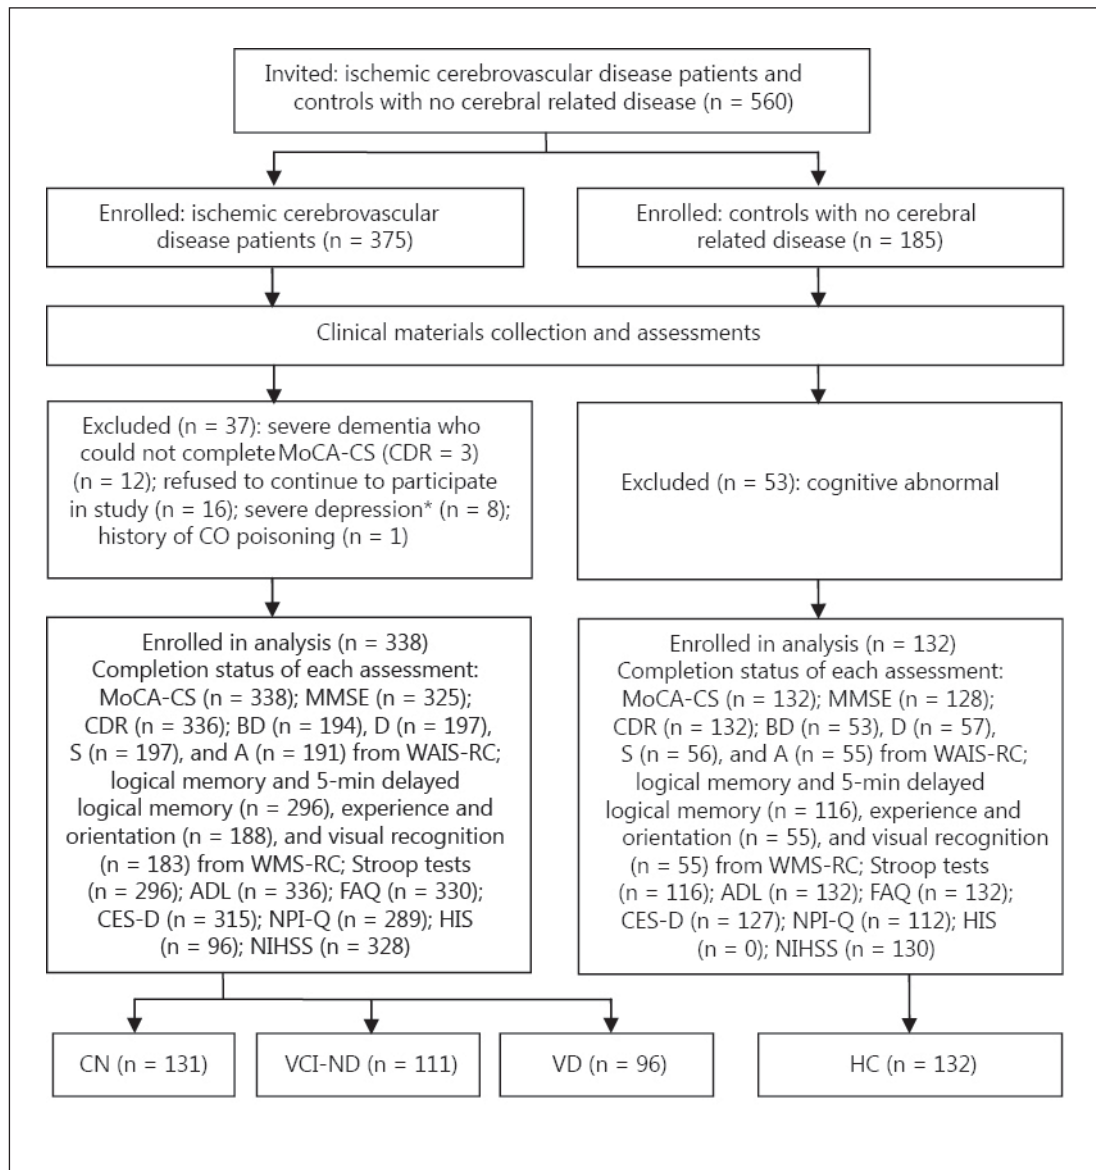 Invited: ischemic cerebrovascular disease patients and
controls with no cerebral related disease (n = 560)
Enrolled: ischemic cerebrovascular
disease patients (n = 375)
Enrolled: controls with no cerebral
related disease (n = 185)
Clinical materials collection and assessments
Excluded (n = 37): severe dementia who
could not complete MoCA-CS (CDR = 3)
(n = 12); refused to continue to participate
in study (n = 16); severe depression* (n = 8);
history of CO poisoning (n = 1)
Excluded (n = 53): cognitive abnormal
Enrolled in analysis (n = 338)
Completion status of each assessment:
MoCA-CS (n = 338); MMSE (n = 325);
CDR (n = 336); BD (n = 194), D (n = 197),
S (n = 197), and A (n = 191) from WAIS-RC;
logical memory and 5-min delayed
logical memory (n = 296), experience and
orientation (n = 188), and visual recognition
(n = 183) from WMS-RC; Stroop tests
(n = 296); ADL (n = 336); FAQ (n = 330);
CES-D (n = 315); NPI-Q (n = 289); HIS
(n = 96); NIHSS (n = 328)
Enrolled in analysis (n = 132)
Completion status of each assessment:
MoCA-CS (n = 132); MMSE (n = 128);
CDR (n = 132); BD (n = 53), D (n = 57),
S (n = 56), and A (n = 55) from WAIS-RC;
logical memory and 5-min delayed
logical memory (n = 116), experience and
orientation (n = 55), and visual recognition
(n = 55) from WMS-RC; Stroop tests
(n = 116); ADL (n = 132); FAQ (n = 132);
CES-D (n = 127); NPI-Q (n = 112); HIS
(n = 0); NIHSS (n = 130)
CN (n = 131)
VCI-ND (n = 111)
VD (n = 96)
HC (n = 132)